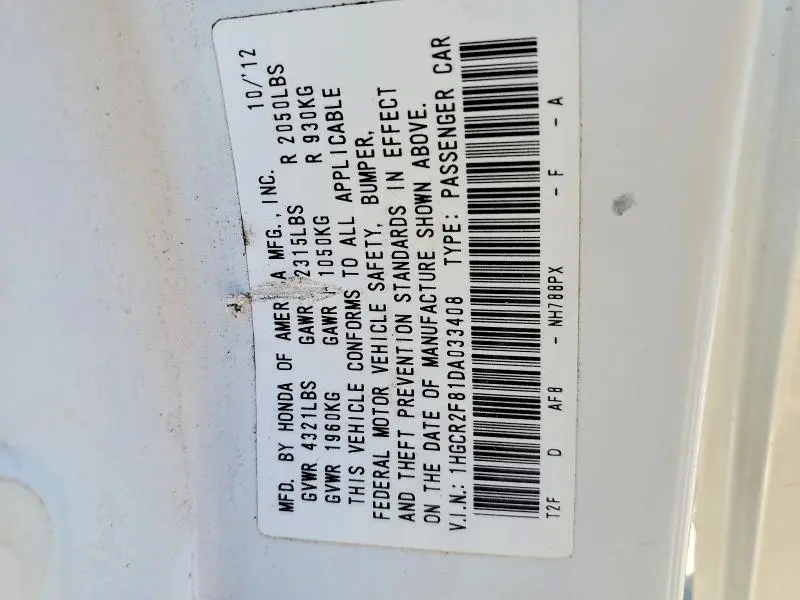 MFD. BY HONDA OF AMER A MFG., INC. 10/'12
GVWR 4321LBS GAWR 2315LBS R 2050LBS
GVWR 1960KG GAWR 1050KG R 930KG
THIS VEHICLE CONFORMS TO ALL APPLICABLE
FEDERAL MOTOR VEHICLE SAFETY, BUMPER,
AND THEFT PREVENTION STANDARDS IN EFFECT
ON THE DATE OF MANUFACTURE SHOWN ABOVE.
V.I.N.: 1HGCR2F81DA033408 TYPE: PASSENGER CAR
T2F D AF8 - NH788PX - F - A